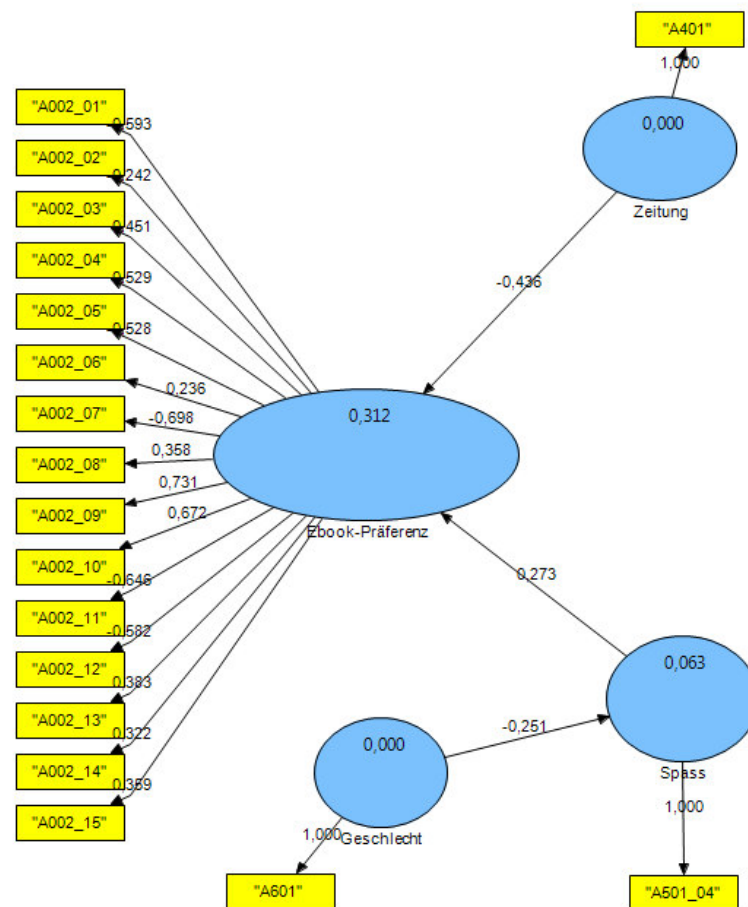 "A401"
1,000
0,000
Zeitung
-0,436
"A002_01"
0,593
"A002_02"
0,242
"A002_03"
0,451
"A002_04"
0,529
"A002_05"
0,528
"A002_06"
0,236
"A002_07"
-0,698
"A002_08"
0,358
"A002_09"
0,731
"A002_10"
0,672
"A002_11"
-0,646
"A002_12"
-0,582
"A002_13"
0,383
"A002_14"
0,322
"A002_15"
0,312
Ebook-Präferenz
0,273
0,063
Spass
-0,251
0,000
Geschlecht
1,000
"A601"
1,000
"A501_04"